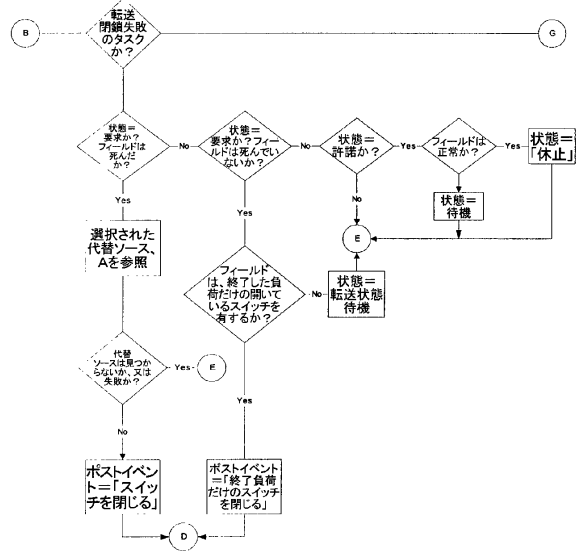 転送
閉鎖失敗
のタスク
か?
B
G
状態=
要求か?
フィールドは
死んだ
か?
No
状態=
要求か?フィー
ルドは死んでい
ないか?
No
状態=
許諾か?
Yes
フィールドは
正常か?
Yes
状態=
「休止」
Yes
Yes
No
状態=
待機
選択された
代替ソース、
Aを参照
E
フィールド
は、終了した負
荷だけの開いて
いるスイッチを
有するか?
No
状態=
転送状態
待機
代替
ソースは見つか
らないか、又は
失敗か?
Yes
E
Yes
No
ポストイベン
ト=「スイッ
チを閉じる」
ポストイベント
=「終了負荷
だけのスイッチ
を閉じる」
D